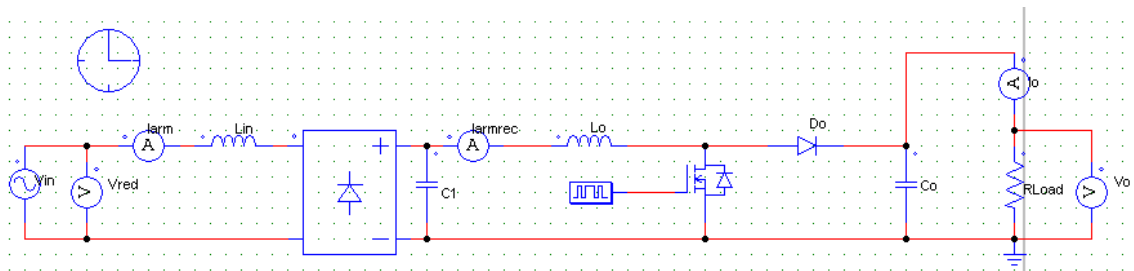 Vin
V
Vred
Iarm
A
Lin
+
−
C1
Iarmrec
A
Lo
Do
Co
A
Io
RLoad
V
Vo